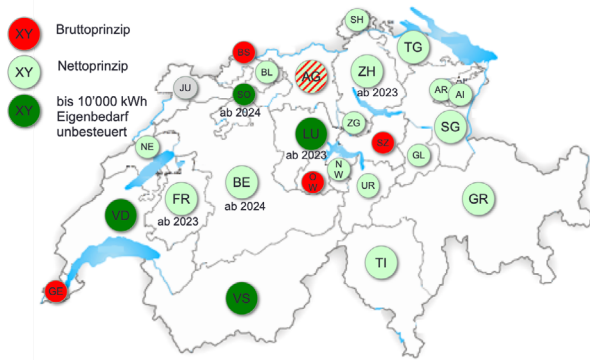 XY Bruttoprinzip
XY Nettoprinzip
XY bis 10'000 kWh
Eigenbedarf
unbesteuert
SH
BS
BL
AG
ZH
ab 2023
TG
JU
SO
ab 2024
AR
AI
NE
LU
ab 2023
ZG
SZ
SG
GL
OW
NW
UR
BE
ab 2024
FR
ab 2023
VD
GR
GE
VS
TI